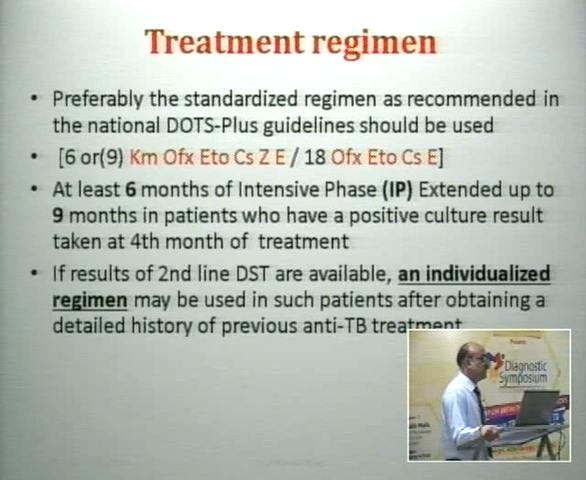 Treatment regimen
• Preferably the standardized regimen as recommended in
the national DOTS-Plus guidelines should be used
• [6 or(9) Km Ofx Eto Cs Z E / 18 Ofx Eto Cs E]
• At least 6 months of Intensive Phase (IP) Extended up to
9 months in patients who have a positive culture result
taken at 4th month of treatment
• If results of 2nd line DST are available, an individualized
regimen may be used in such patients after obtaining a
detailed history of previous anti-TB treatment
Diagnostic
Symposium